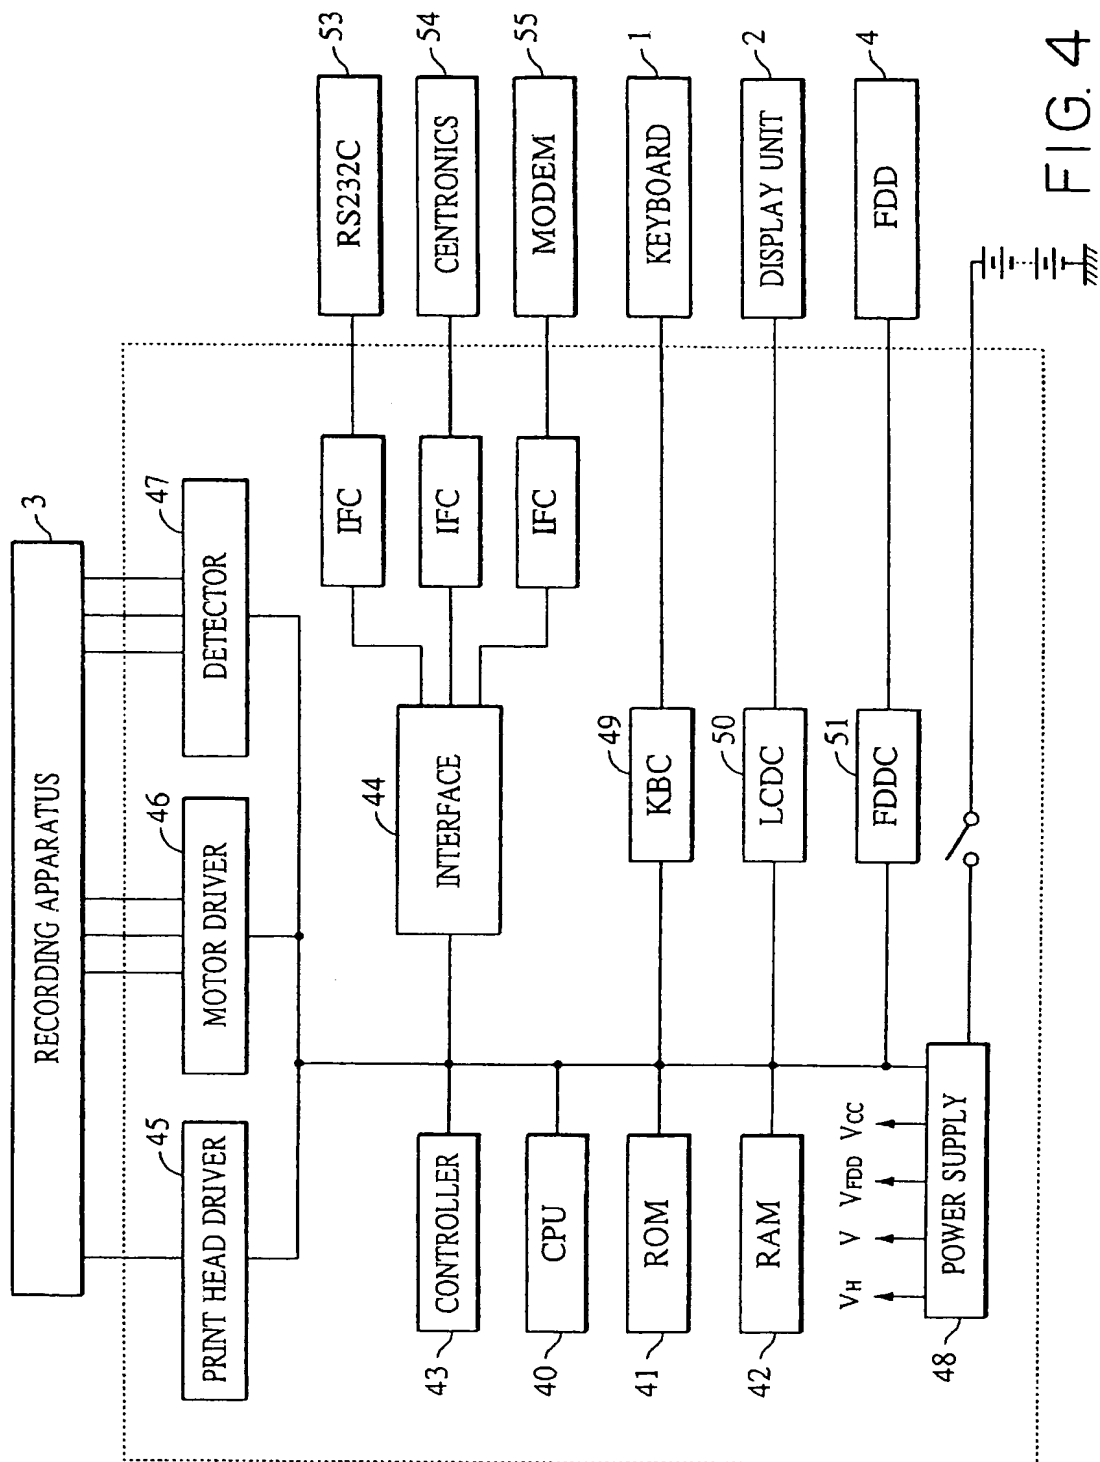 RECORDING APPARATUS
3
PRINT HEAD DRIVER
45
MOTOR DRIVER
46
DETECTOR
47
CONTROLLER
43
INTERFACE
44
IFC
RS232C
53
IFC
CENTRONICS
54
IFC
MODEM
55
CPU
40
ROM
41
KBC
49
KEYBOARD
1
RAM
42
LCDC
50
DISPLAY UNIT
2
FDDC
51
FDD
4
VH
V
VFDD
VCC
POWER SUPPLY
48
FIG. 4